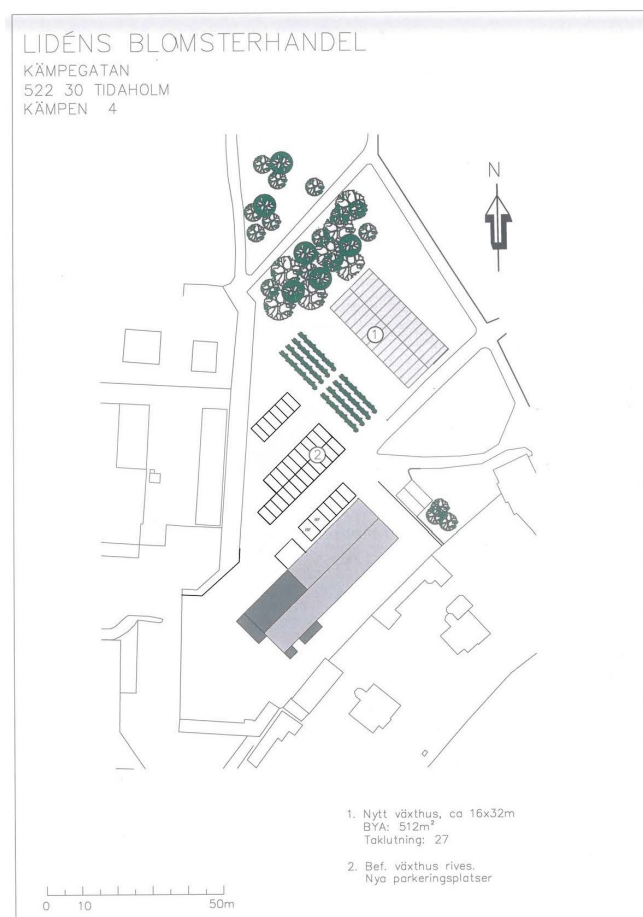 LIDÉNS BLOMSTERHANDEL
KÄMPEGATAN
522 30 TIDAHOLM
KÄMPEN 4
N
1
2
1. Nytt växthus, ca 16x32m
BYA: 512m²
Taklutning: 27
2. Bef. växthus rives.
Nya parkeringsplatser
0 10 50m